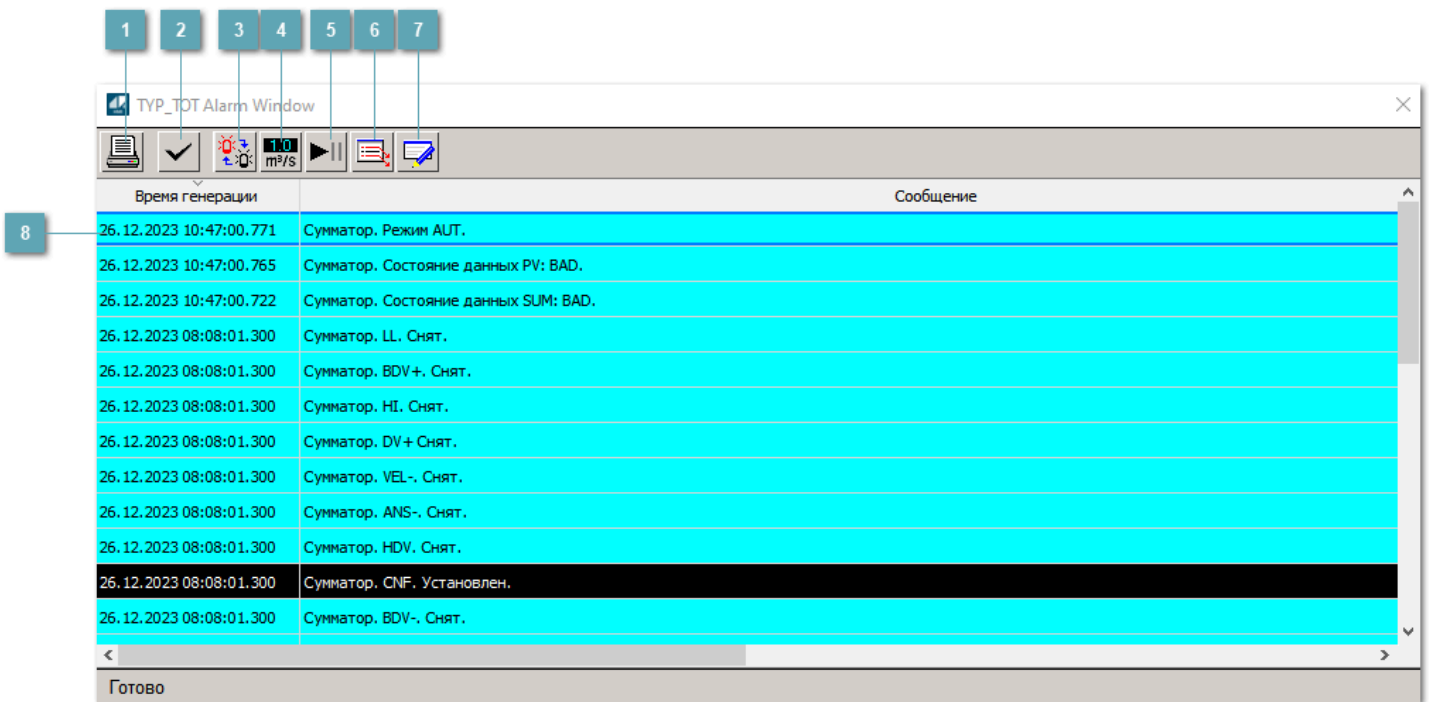 1 2 3 4 5 6 7
TYP_TOT Alarm Window
1.0
m³/s
Время генерации Сообщение
8
26.12.2023 10:47:00.771 Сумматор. Режим AUT.
26.12.2023 10:47:00.765 Сумматор. Состояние данных PV: BAD.
26.12.2023 10:47:00.722 Сумматор. Состояние данных SUM: BAD.
26.12.2023 08:08:01.300 Сумматор. LL. Снят.
26.12.2023 08:08:01.300 Сумматор. BDV+. Снят.
26.12.2023 08:08:01.300 Сумматор. HI. Снят.
26.12.2023 08:08:01.300 Сумматор. DV+ Снят.
26.12.2023 08:08:01.300 Сумматор. VEL-. Снят.
26.12.2023 08:08:01.300 Сумматор. ANS-. Снят.
26.12.2023 08:08:01.300 Сумматор. HDV. Снят.
26.12.2023 08:08:01.300 Сумматор. CNF. Установлен.
26.12.2023 08:08:01.300 Сумматор. BDV-. Снят.
Готово